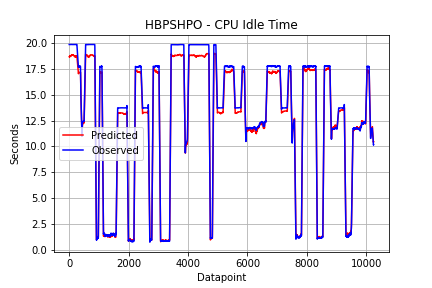 HBPSHPO - CPU Idle Time
20.0
17.5
15.0
12.5
10.0
7.5
5.0
2.5
0.0
Seconds
Predicted
Observed
0 2000 4000 6000 8000 10000
Datapoint